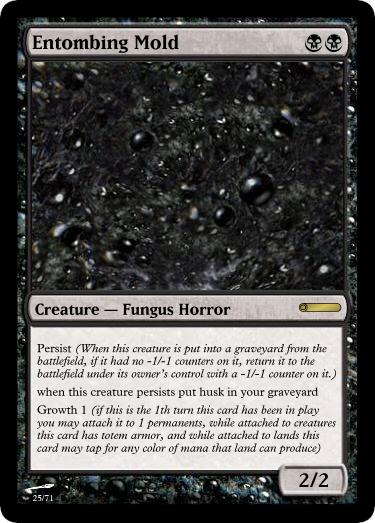 Entombing Mold
Creature — Fungus Horror
Persist (When this creature is put into a graveyard from the
battlefield, if it had no -1/-1 counters on it, return it to the
battlefield under its owner's control with a -1/-1 counter on it.)
when this creature persists put husk in your graveyard
Growth 1 (if this is the 1th turn this card has been in play
you may attach it to 1 permanents, while attached to creatures
this card has totem armor, and while attached to lands this
card may tap for any color of mana that land can produce)
2/2
25/71